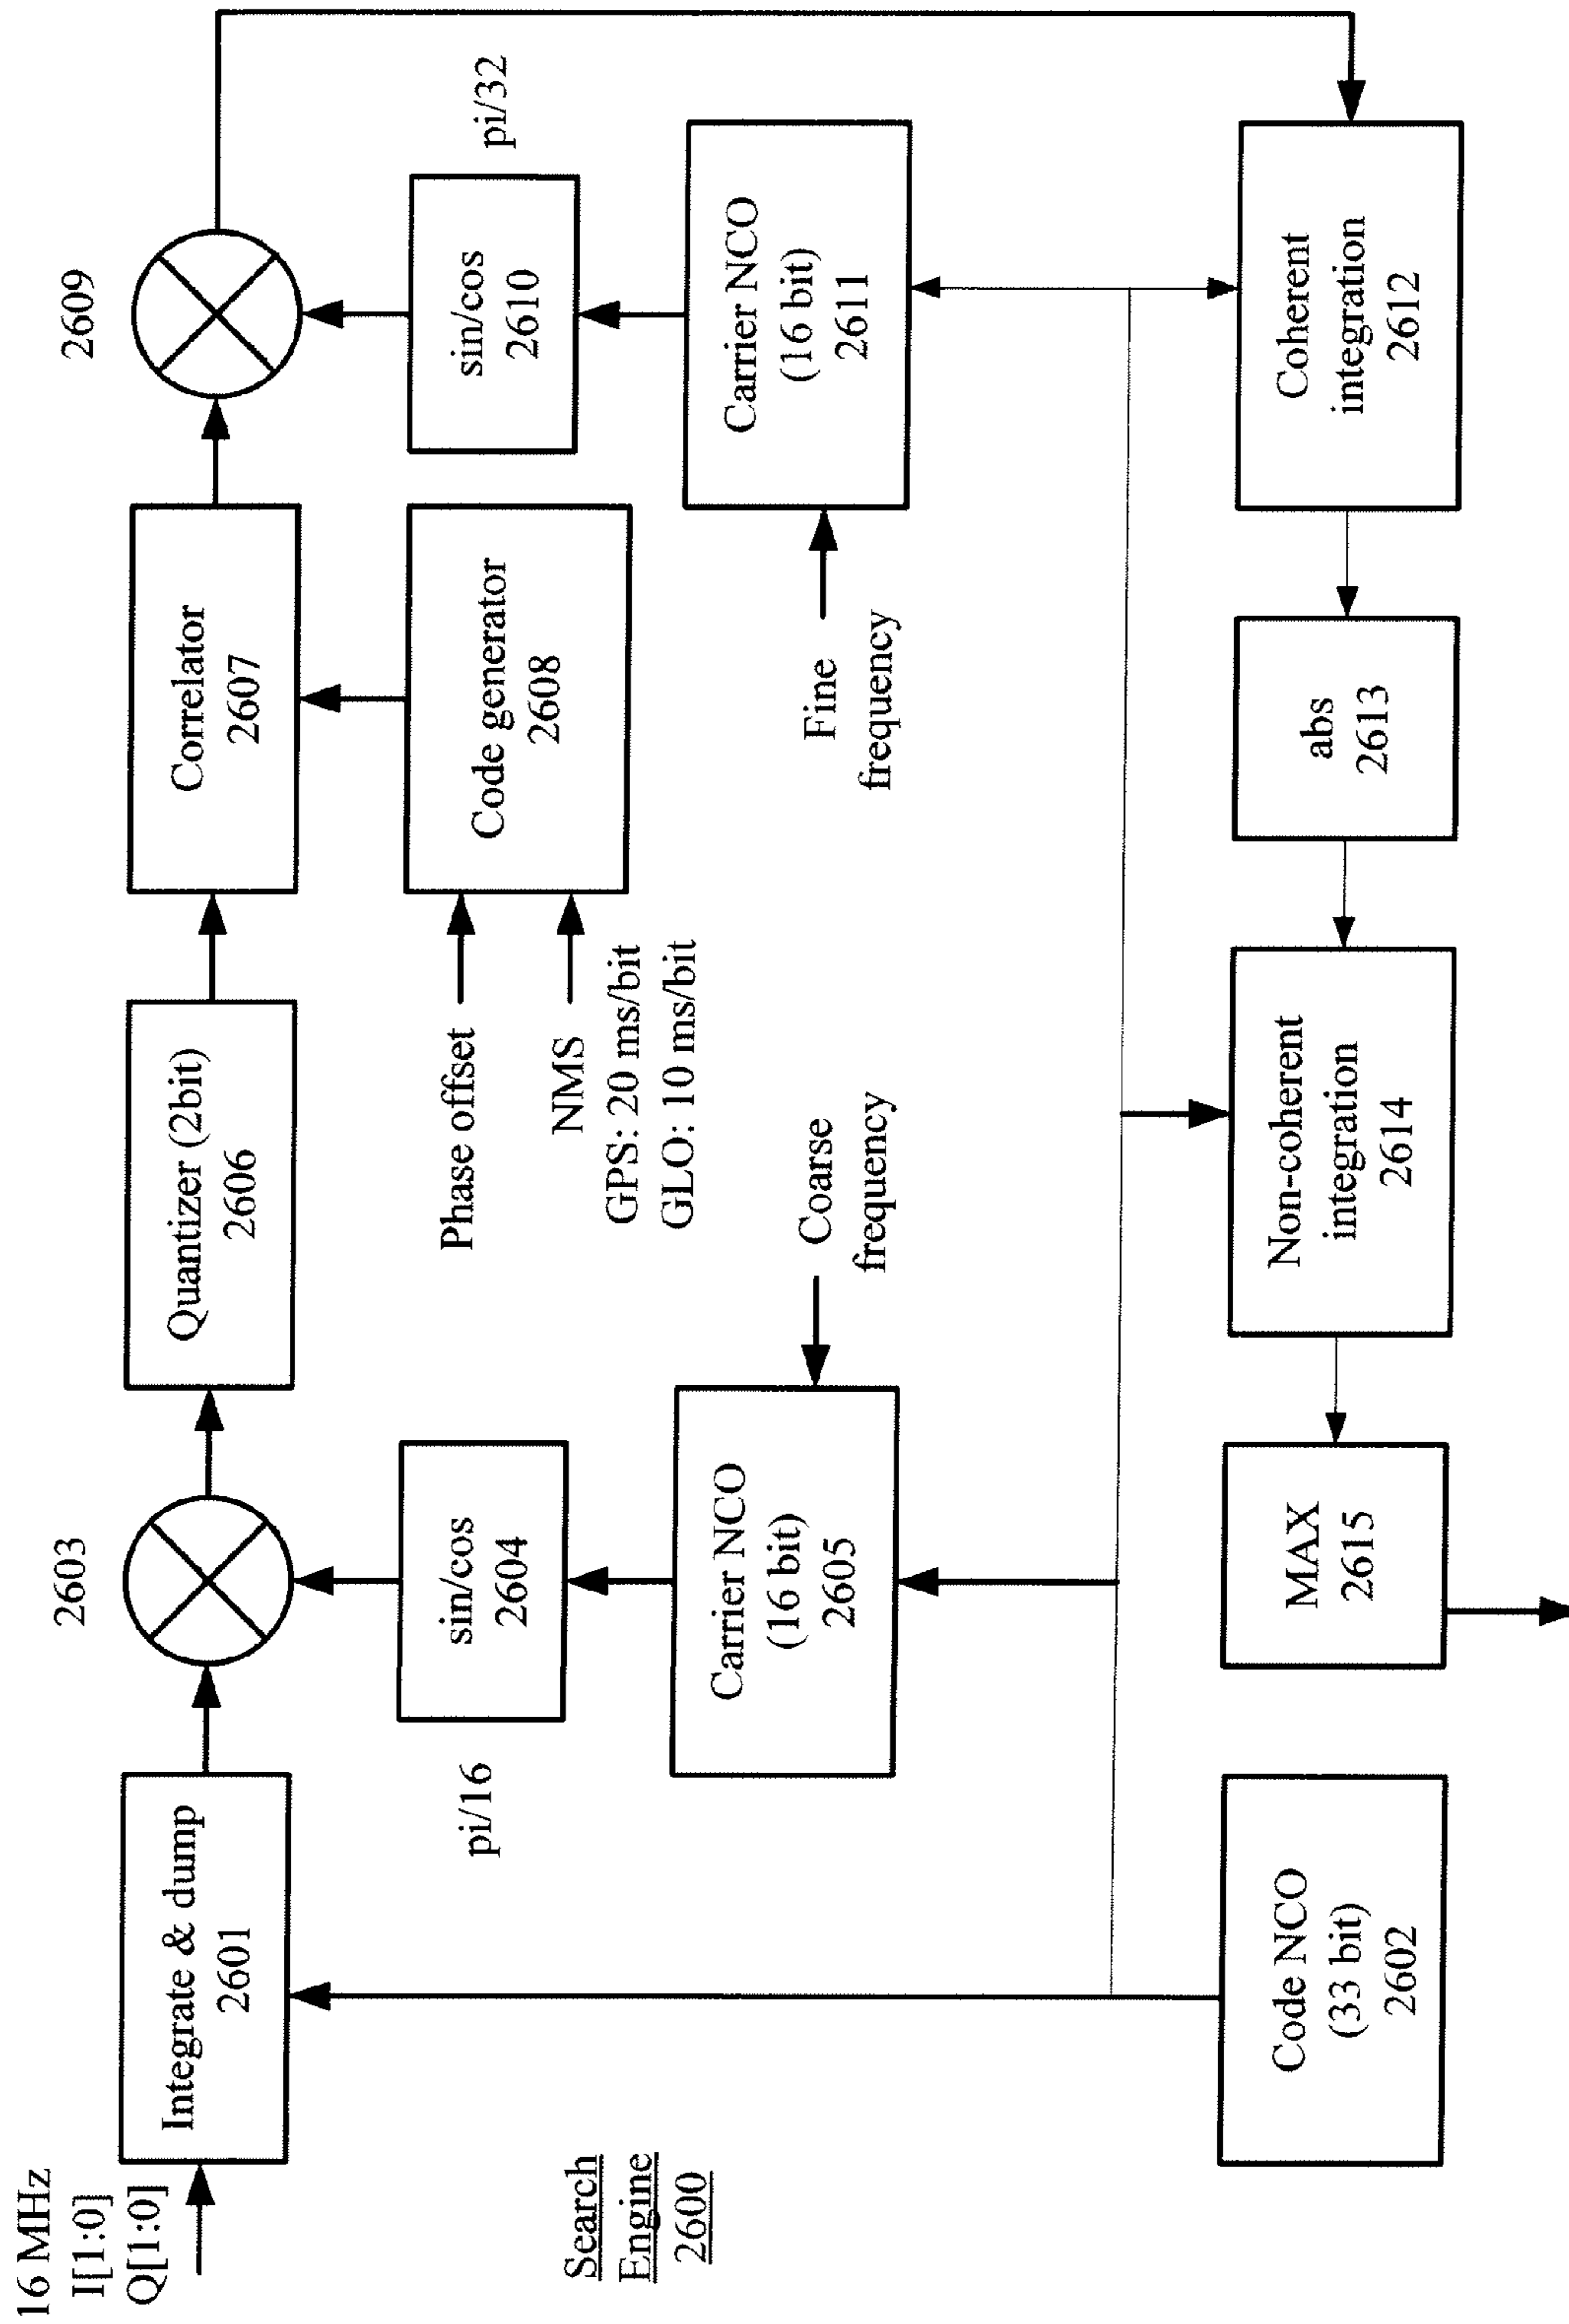 16 MHz
I[1:0]
Q[1:0]
Integrate & dump
2601
2603
sin/cos
2604
pi/16
Carrier NCO
(16 bit)
2605
Coarse
frequency
Quantizer (2bit)
2606
Correlator
2607
Phase offset
NMS
GPS: 20 ms/bit
GLO: 10 ms/bit
Code generator
2608
2609
sin/cos
2610
pi/32
Carrier NCO
(16 bit)
2611
Fine
frequency
Search
Engine
2600
Code NCO
(33 bit)
2602
MAX
2615
Non-coherent
integration
2614
abs
2613
Coherent
integration
2612